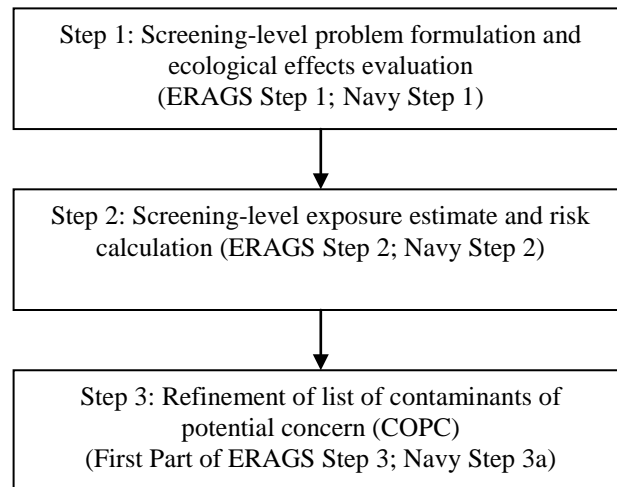 Step 1: Screening-level problem formulation and
ecological effects evaluation
(ERAGS Step 1; Navy Step 1)
Step 2: Screening-level exposure estimate and risk
calculation (ERAGS Step 2; Navy Step 2)
Step 3: Refinement of list of contaminants of
potential concern (COPC)
(First Part of ERAGS Step 3; Navy Step 3a)